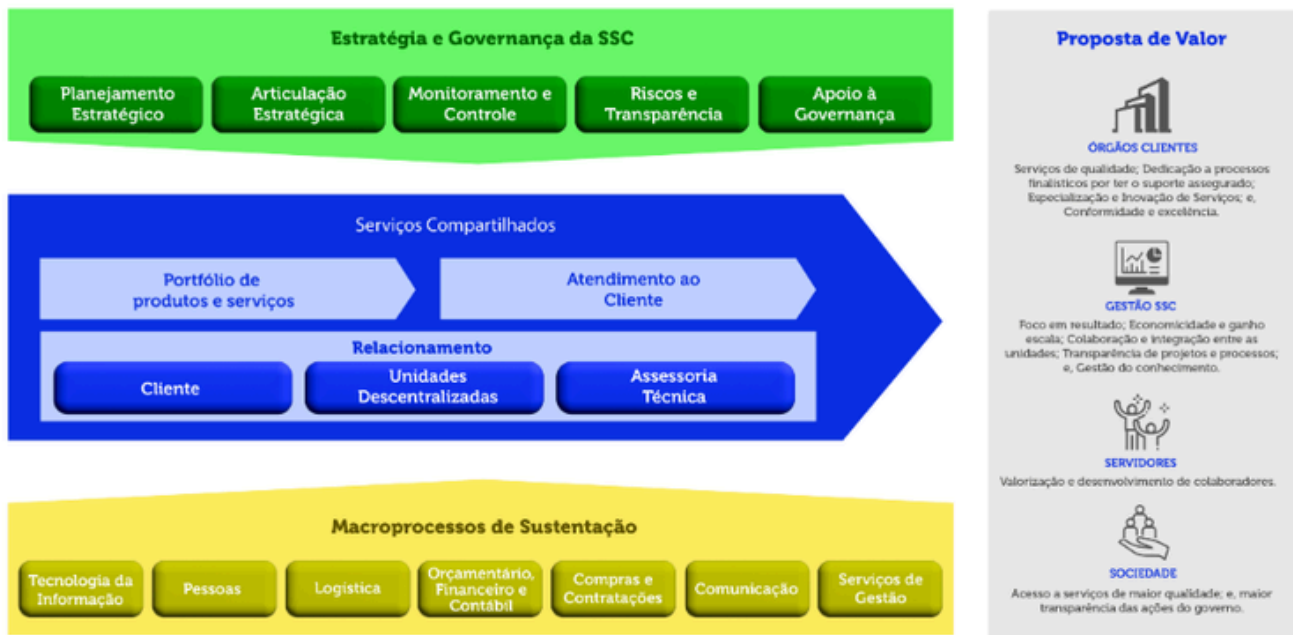 Estratégia e Governança da SSC
Planejamento
Estratégico
Articulação
Estratégica
Monitoramento e
Controle
Riscos e
Transparência
Apoio à
Governança
Serviços Compartilhados
Portfólio de
produtos e serviços
Atendimento ao
Cliente
Relacionamento
Cliente
Unidades
Descentralizadas
Assessoria
Técnica
Macroprocessos de Sustentação
Tecnologia da
Informação
Pessoas
Logística
Orçamentário,
Financeiro e
Contábil
Compras e
Contratações
Comunicação
Serviços de
Gestão
Proposta de Valor
ÓRGÃOS CLIENTES
Serviços de qualidade; Dedicação a processos
finalísticos por ter o suporte assegurado;
Especialização e Inovação de Serviços; e,
Conformidade e excelência.
GESTÃO SSC
Foco em resultado; Economicidade e ganho
escala; Colaboração e integração entre as
unidades; Transparência de projetos e processos;
e, Gestão do conhecimento.
SERVIDORES
Valorização e desenvolvimento de colaboradores.
SOCIEDADE
Acesso a serviços de maior qualidade; e, maior
transparência das ações do governo.